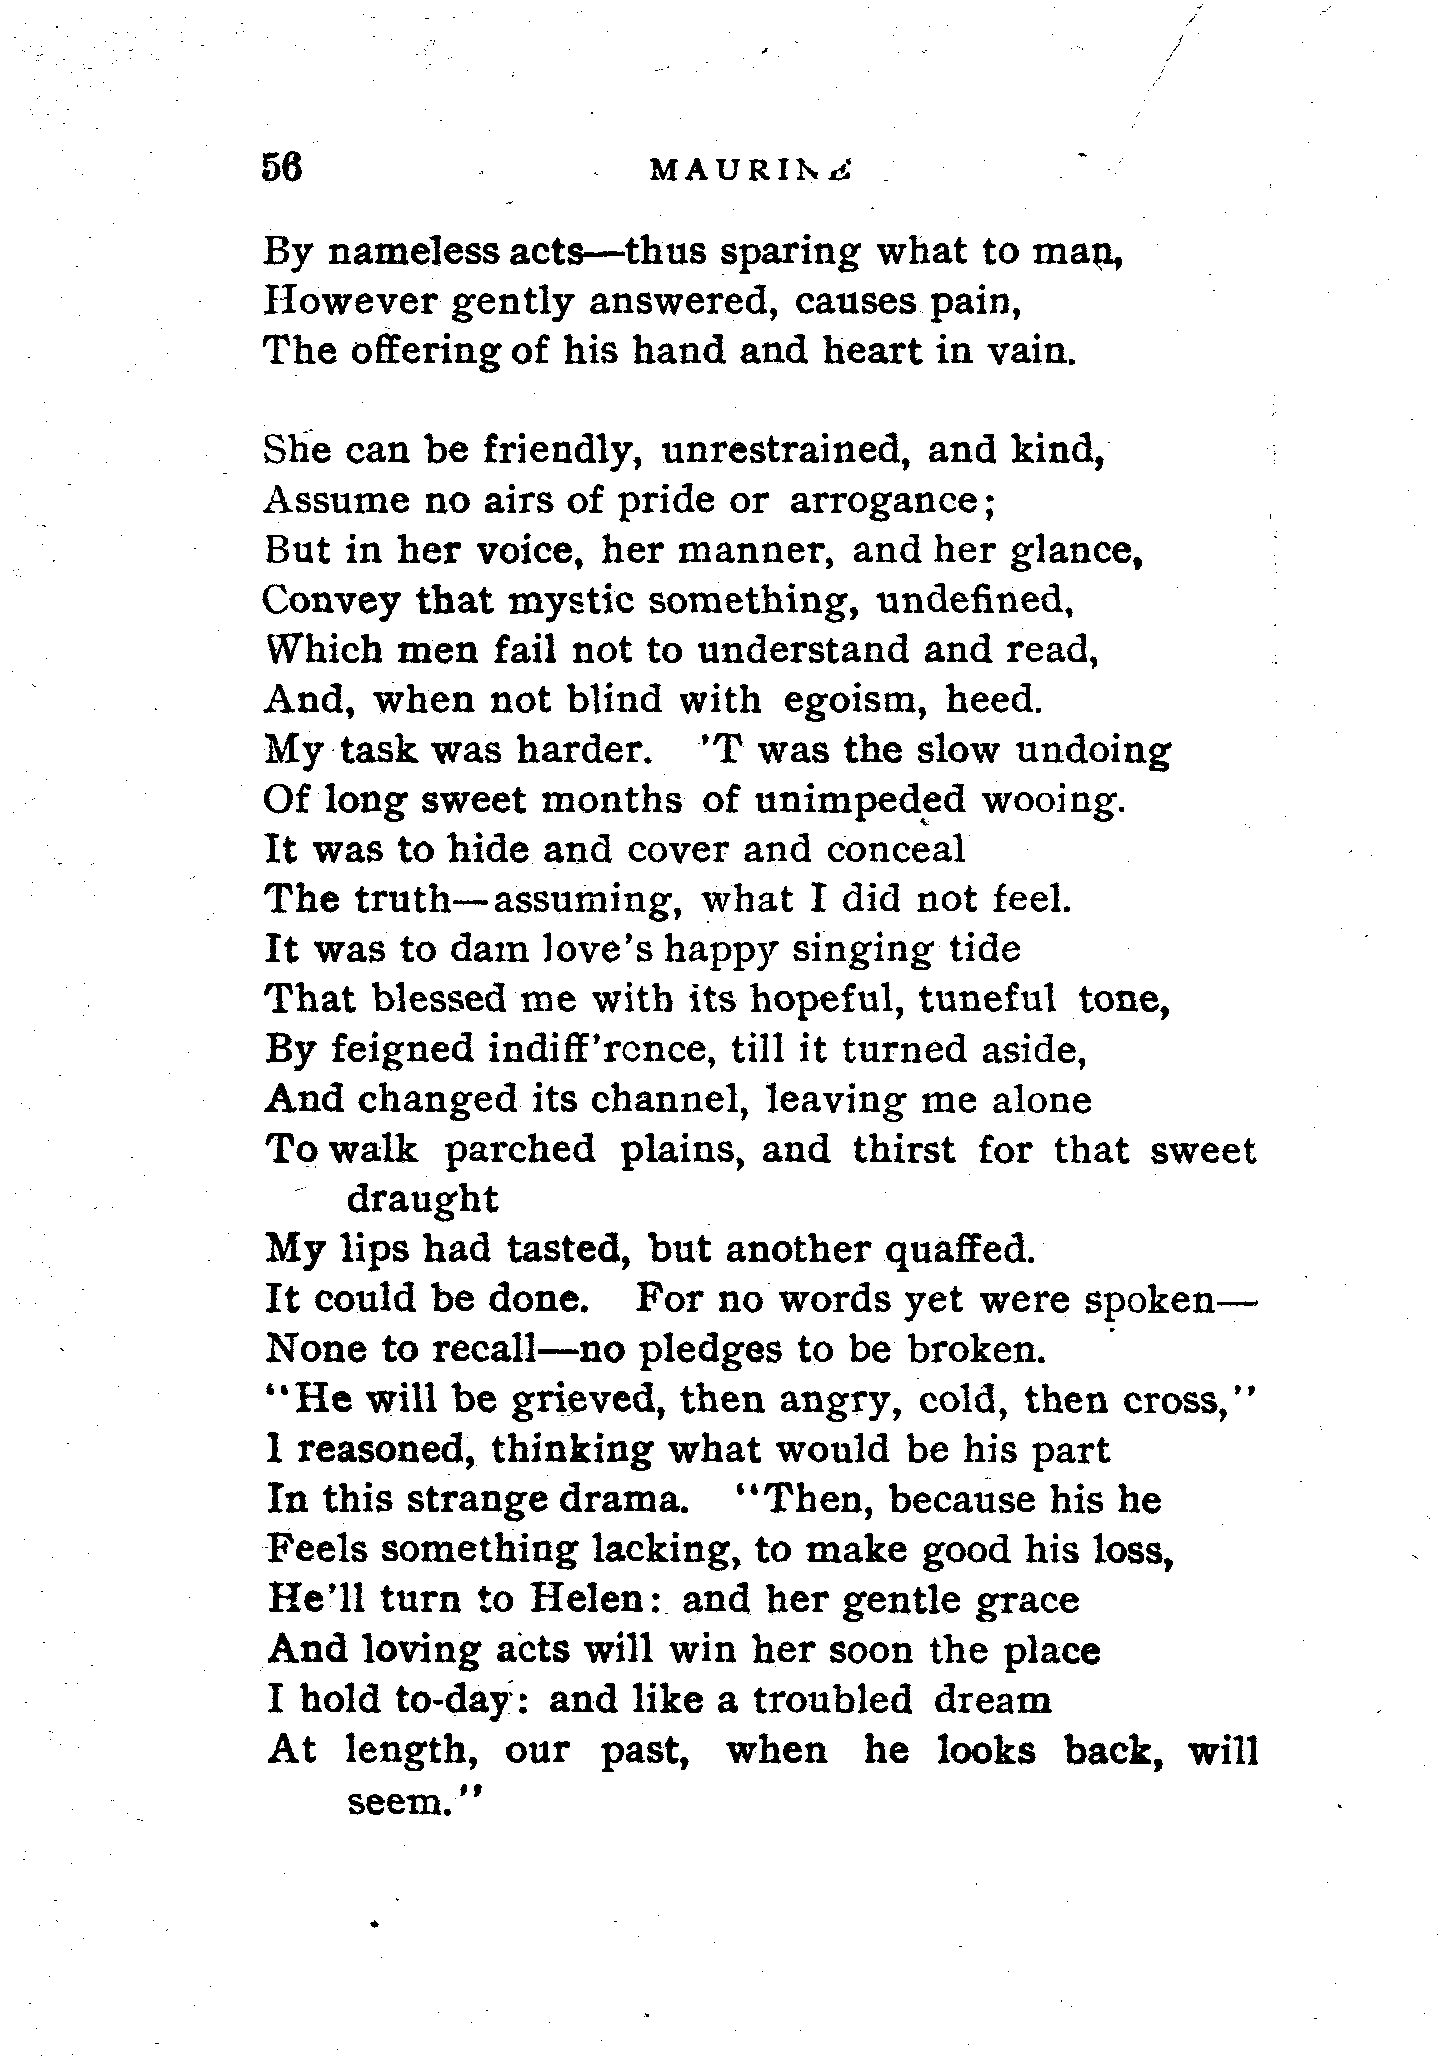 56 MAURINE
By nameless acts—thus sparing what to man,
However gently answered, causes pain,
The offering of his hand and heart in vain.
She can be friendly, unrestrained, and kind,
Assume no airs of pride or arrogance;
But in her voice, her manner, and her glance,
Convey that mystic something, undefined,
Which men fail not to understand and read,
And, when not blind with egoism, heed.
My task was harder. 'T was the slow undoing
Of long sweet months of unimpeded wooing.
It was to hide and cover and conceal
The truth—assuming, what I did not feel.
It was to dam love's happy singing tide
That blessed me with its hopeful, tuneful tone,
By feigned indiff'rence, till it turned aside,
And changed its channel, leaving me alone
To walk parched plains, and thirst for that sweet
draught
My lips had tasted, but another quaffed.
It could be done. For no words yet were spoken—
None to recall—no pledges to be broken.
"He will be grieved, then angry, cold, then cross,"
I reasoned, thinking what would be his part
In this strange drama. "Then, because his he
Feels something lacking, to make good his loss,
He'll turn to Helen: and her gentle grace
And loving acts will win her soon the place
I hold to-day: and like a troubled dream
At length, our past, when he looks back, will
seem."